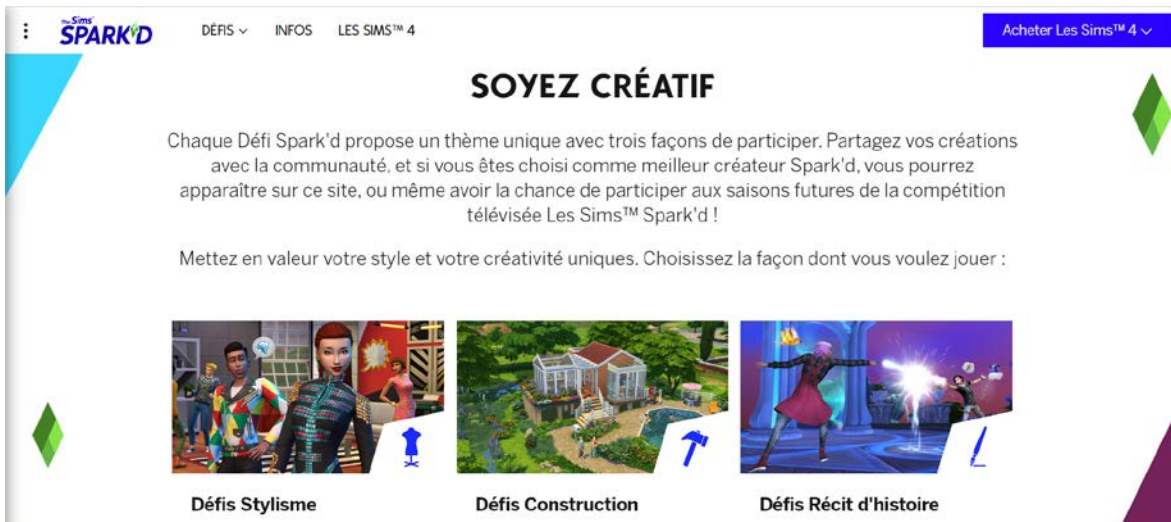 The Sims
SPARK'D
DÉFIS
INFOS
LES SIMS™ 4
Acheter Les Sims™ 4
SOYEZ CRÉATIF
Chaque Défi Spark'd propose un thème unique avec trois façons de participer. Partagez vos créations
avec la communauté, et si vous êtes choisi comme meilleur créateur Spark'd, vous pourrez
apparaître sur ce site, ou même avoir la chance de participer aux saisons futures de la compétition
télévisée Les Sims™ Spark'd !
Mettez en valeur votre style et votre créativité uniques. Choisissez la façon dont vous voulez jouer :
Défis Stylisme
Défis Construction
Défis Récit d'histoire